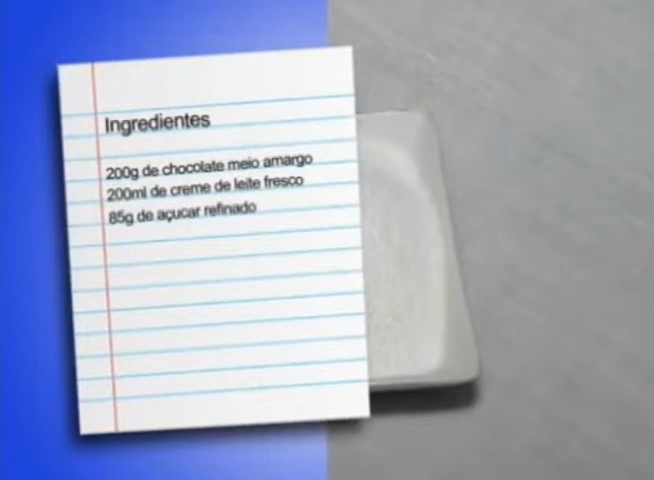 Ingredientes
200g de chocolate meio amargo
200ml de creme de leite fresco
85g de açucar refinado